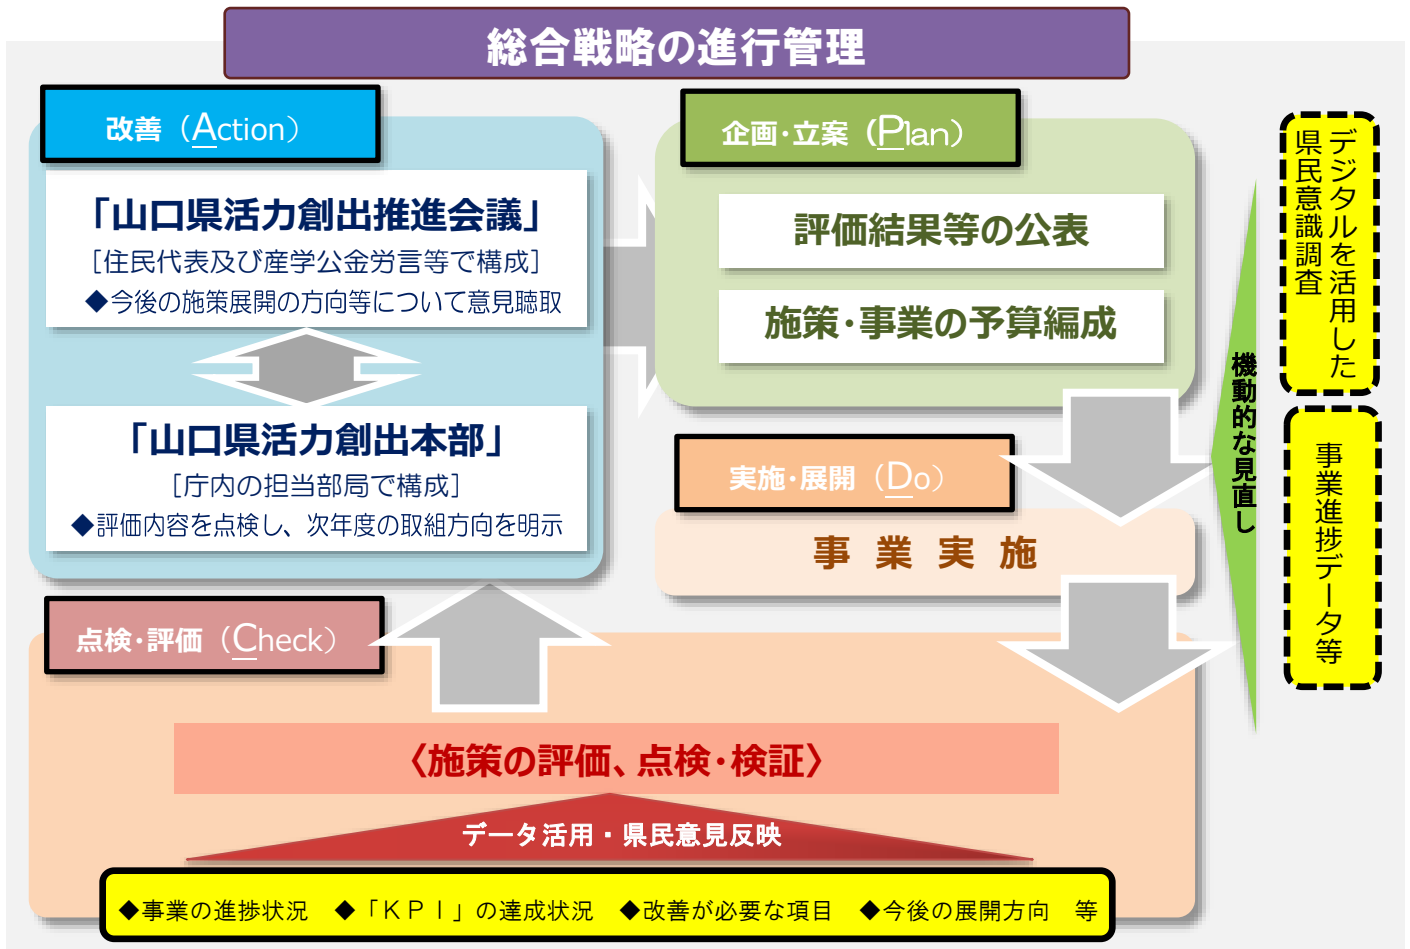 総合戦略の進行管理
改善（Action）
「山口県活力創出推進会議」
［住民代表及び産学公金労言等で構成］
◆今後の施策展開の方向等について意見聴取
「山口県活力創出本部」
［庁内の担当部局で構成］
◆評価内容を点検し、次年度の取組方向を明示
企画・立案（Plan）
評価結果等の公表
施策・事業の予算編成
実施・展開（Do）
事業実施
点検・評価（Check）
〈施策の評価、点検・検証〉
データ活用・県民意見反映
◆事業の進捗状況　◆「ＫＰＩ」の達成状況　◆改善が必要な項目　◆今後の展開方向　等
機動的な見直し
デジタルを活用した
県民意識調査
事業進捗データ等